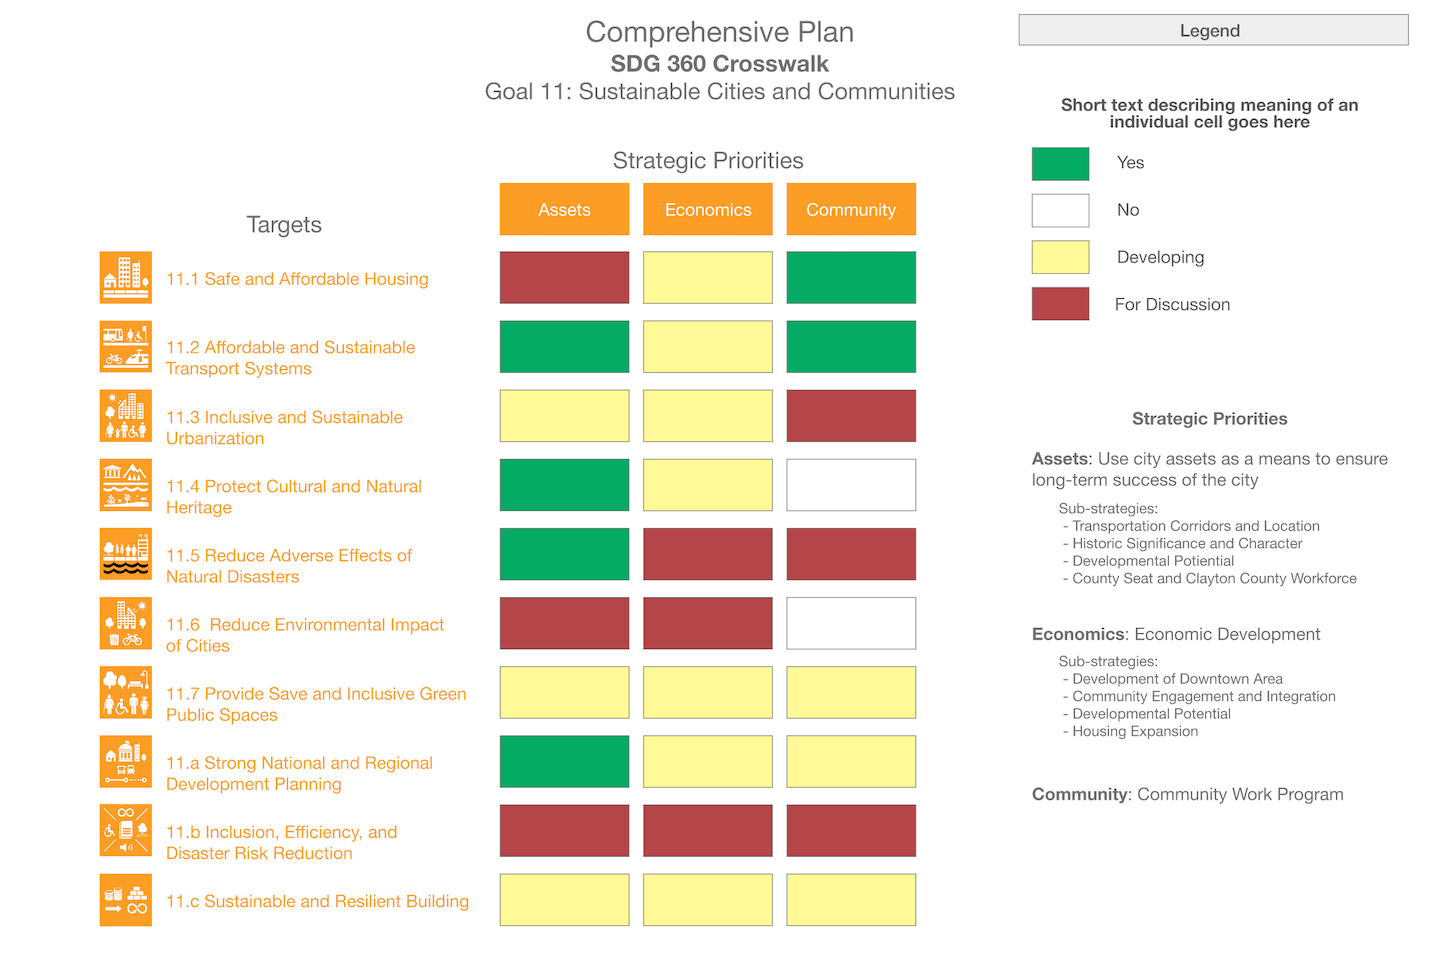 Comprehensive Plan
SDG 360 Crosswalk
Goal 11: Sustainable Cities and Communities
Strategic Priorities
Targets
Assets
Economics
Community
11.1 Safe and Affordable Housing
11.2 Affordable and Sustainable
Transport Systems
11.3 Inclusive and Sustainable
Urbanization
11.4 Protect Cultural and Natural
Heritage
11.5 Reduce Adverse Effects of
Natural Disasters
11.6  Reduce Environmental Impact
of Cities
11.7 Provide Save and Inclusive Green
Public Spaces
11.a Strong National and Regional
Development Planning
11.b Inclusion, Efficiency, and
Disaster Risk Reduction
11.c Sustainable and Resilient Building
Legend
Short text describing meaning of an
individual cell goes here
Yes
No
Developing
For Discussion
Strategic Priorities
Assets: Use city assets as a means to ensure
long-term success of the city
Sub-strategies:
- Transportation Corridors and Location
- Historic Significance and Character
- Developmental Potiential
- County Seat and Clayton County Workforce
Economics: Economic Development
Sub-strategies:
- Development of Downtown Area
- Community Engagement and Integration
- Developmental Potential
- Housing Expansion
Community: Community Work Program